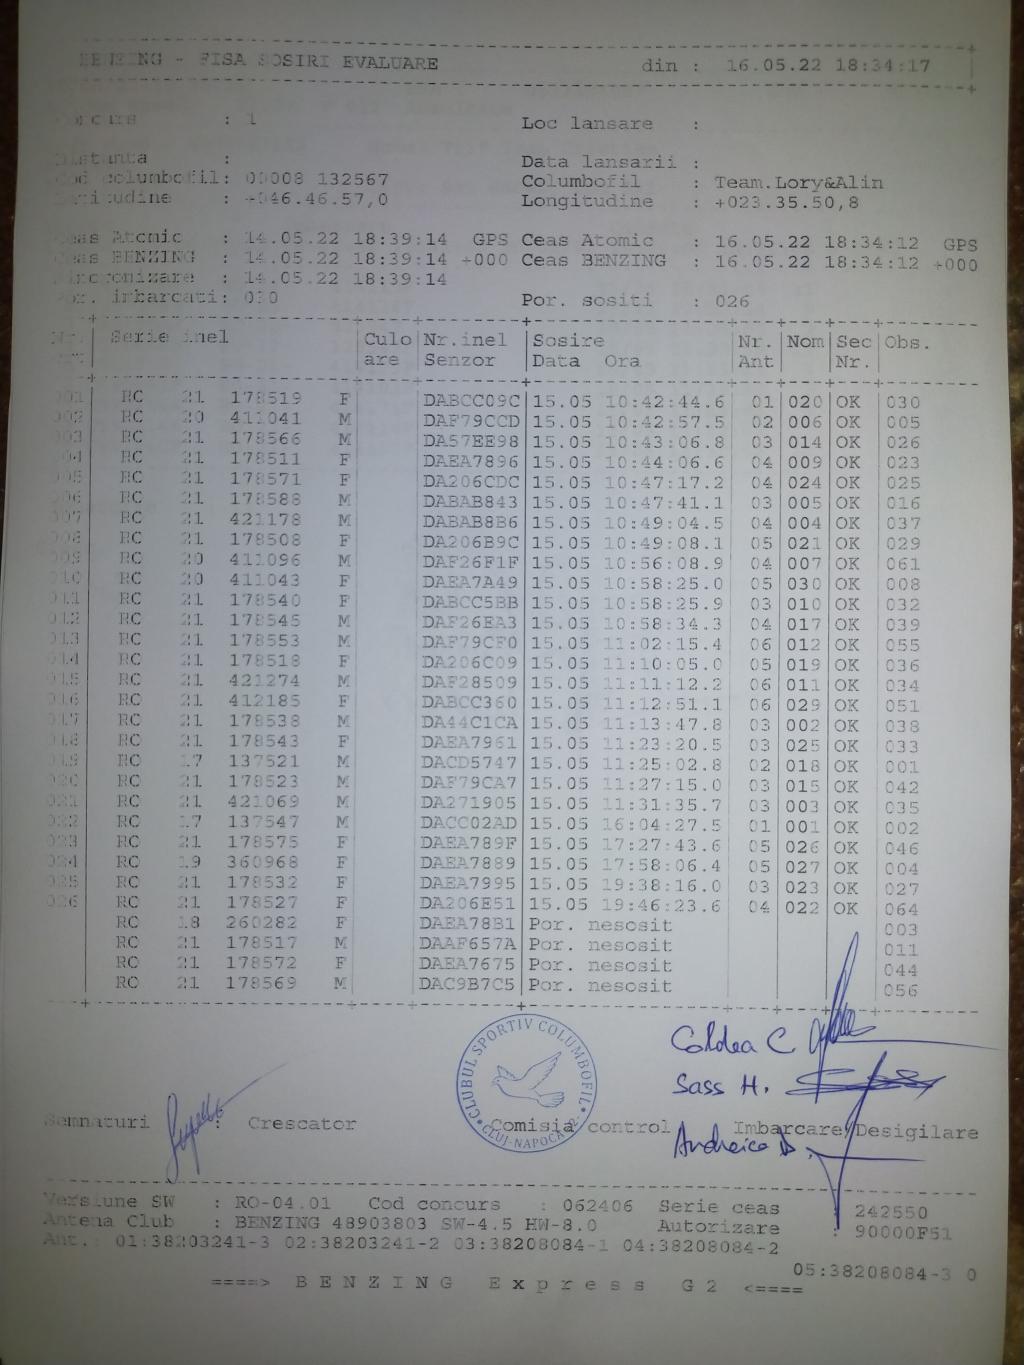 BENZING - FISA SOSIRI EVALUARE din : 16.05.22 18:34:17
: 1 Loc lansare :
Distanta : Data lansarii :
Cod columbofil: 00008 132567 Columbofil : Team.Lory&Alin
Latitudine : +046.46.57,0 Longitudine : +023.35.50,8
Ceas Atomic : 14.05.22 18:39:14 GPS Ceas Atomic : 16.05.22 18:34:12 GPS
Ceas BENZING : 14.05.22 18:39:14 +000 Ceas BENZING : 16.05.22 18:34:12 +000
Sincronizare : 14.05.22 18:39:14
Por. imbarcati: 030 Por. sositi : 026
Nr. Serie inel Culo Nr.inel Sosire Nr. Nom Sec Obs.
are Senzor Data Ora Ant Nr.
001 RC 21 178519 F DABCC09C 15.05 10:42:44.6 01 020 OK 030
002 RC 20 411041 M DAF79CCD 15.05 10:42:57.5 02 006 OK 005
003 RC 21 178566 M DA57EE98 15.05 10:43:06.8 03 014 OK 026
004 RC 21 178511 F DAEA7896 15.05 10:44:06.6 04 009 OK 023
005 RC 21 178571 F DA206CDC 15.05 10:47:17.2 04 024 OK 025
006 RC 21 178588 M DABAB843 15.05 10:47:41.1 03 005 OK 016
007 RC 21 421178 M DABAB8B6 15.05 10:49:04.5 04 004 OK 037
008 RC 21 178508 F DA206B9C 15.05 10:49:08.1 05 021 OK 029
009 RC 20 411096 M DAF26F1F 15.05 10:56:08.9 04 007 OK 061
010 RC 20 411043 F DAEA7A49 15.05 10:58:25.0 05 030 OK 008
011 RC 21 178540 F DABCC5BB 15.05 10:58:25.9 03 010 OK 032
012 RC 21 178545 M DAF26EA3 15.05 10:58:34.3 04 017 OK 039
013 RC 21 178553 M DAF79CF0 15.05 11:02:15.4 06 012 OK 055
014 RC 21 178518 F DA206C09 15.05 11:10:05.0 05 019 OK 036
015 RC 21 421274 M DAF28509 15.05 11:11:12.2 06 011 OK 034
016 RC 21 412185 F DABCC360 15.05 11:12:51.1 06 029 OK 051
017 RC 21 178538 M DA44C1CA 15.05 11:13:47.8 03 002 OK 038
018 RC 21 178543 F DAEA7961 15.05 11:23:20.5 03 025 OK 033
019 RC 17 137521 M DACD5747 15.05 11:25:02.8 02 018 OK 001
020 RC 21 178523 M DAF79CA7 15.05 11:27:15.0 03 015 OK 042
021 RC 21 421069 M DA271905 15.05 11:31:35.7 03 003 OK 035
022 RC 17 137547 M DACC02AD 15.05 16:04:27.5 01 001 OK 002
023 RC 21 178575 F DAEA789F 15.05 17:27:43.6 05 026 OK 046
024 RC 19 360968 F DAEA7889 15.05 17:58:06.4 05 027 OK 004
025 RC 21 178532 F DAEA7995 15.05 19:38:16.0 03 023 OK 027
026 RC 21 178527 F DA206E51 15.05 19:46:23.6 04 022 OK 064
RC 18 260282 F DAEA78B1 Por. nesosit 003
RC 21 178517 M DAAF657A Por. nesosit 011
RC 21 178572 F DAEA7675 Por. nesosit 044
RC 21 178569 M DAC9B7C5 Por. nesosit 056
CLUBUL SPORTIV COLUMBOFIL
CLUJ-NAPOCA
Coldea C.
Sass H.
Semnaturi : Crescator Comisia control Imbarcare/Desigilare
Andreica D.
Versiune SW : RO-04.01 Cod concurs : 062406 Serie ceas : 242550
Antena Club : BENZING 48903803 SW-4.5 HW-8.0 Autorizare : 90000F51
Ant.: 01:38203241-3 02:38203241-2 03:38208084-1 04:38208084-2
05:38208084-3 0
====> BENZING Express G2 <====